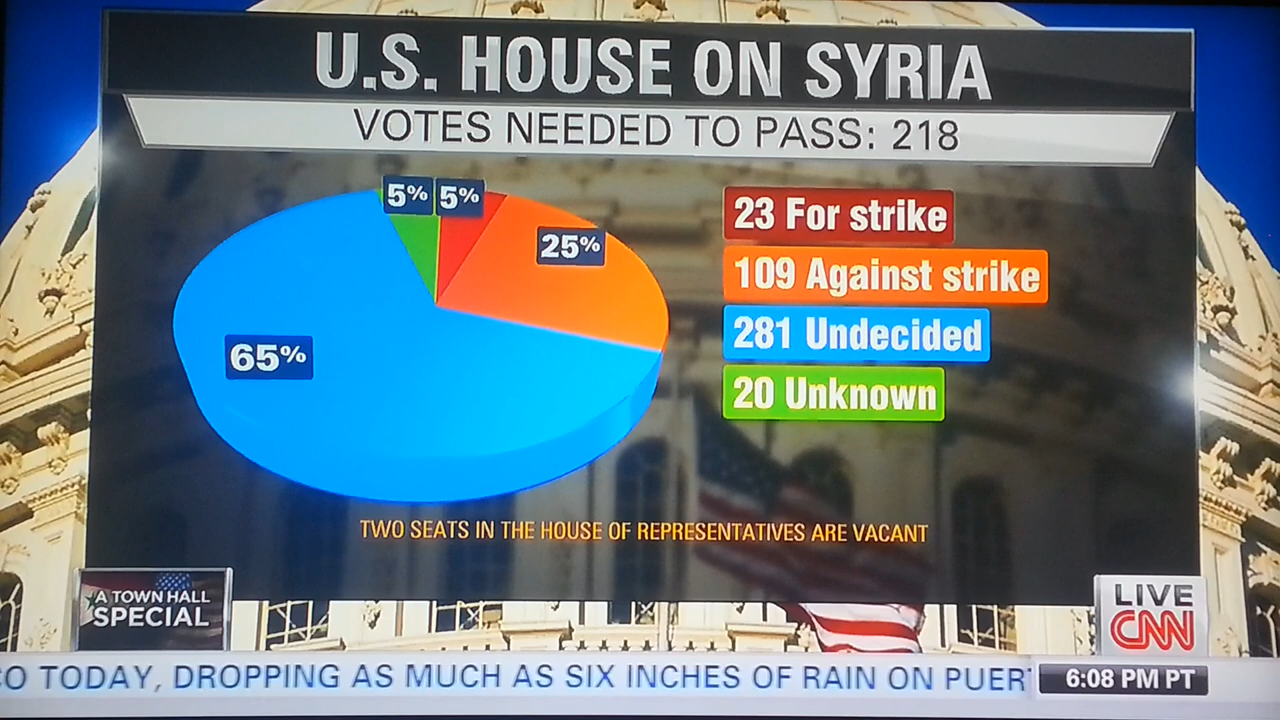 U.S. HOUSE ON SYRIA
VOTES NEEDED TO PASS: 218
5% 5%
25%
65%
23 For strike
109 Against strike
281 Undecided
20 Unknown
TWO SEATS IN THE HOUSE OF REPRESENTATIVES ARE VACANT
A TOWN HALL
SPECIAL
LIVE
CNN
O TODAY, DROPPING AS MUCH AS SIX INCHES OF RAIN ON PUER
6:08 PM PT